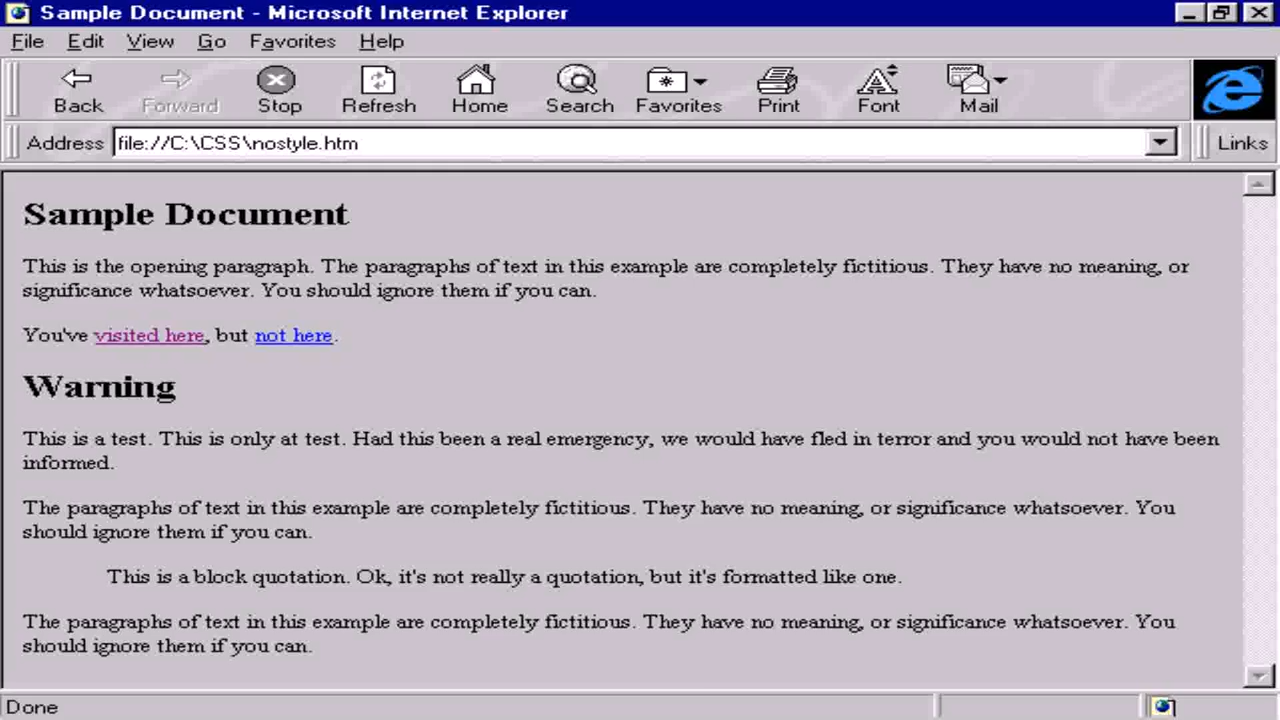 Sample Document - Microsoft Internet Explorer
File Edit View Go Favorites Help
Back Forward Stop Refresh Home Search Favorites Print Font Mail
Address file://C:\CSS\nostyle.htm Links
Sample Document
This is the opening paragraph. The paragraphs of text in this example are completely fictitious. They have no meaning, or
significance whatsoever. You should ignore them if you can.
You've visited here, but not here.
Warning
This is a test. This is only at test. Had this been a real emergency, we would have fled in terror and you would not have been
informed.
The paragraphs of text in this example are completely fictitious. They have no meaning, or significance whatsoever. You
should ignore them if you can.
This is a block quotation. Ok, it's not really a quotation, but it's formatted like one.
The paragraphs of text in this example are completely fictitious. They have no meaning, or significance whatsoever. You
should ignore them if you can.
Done